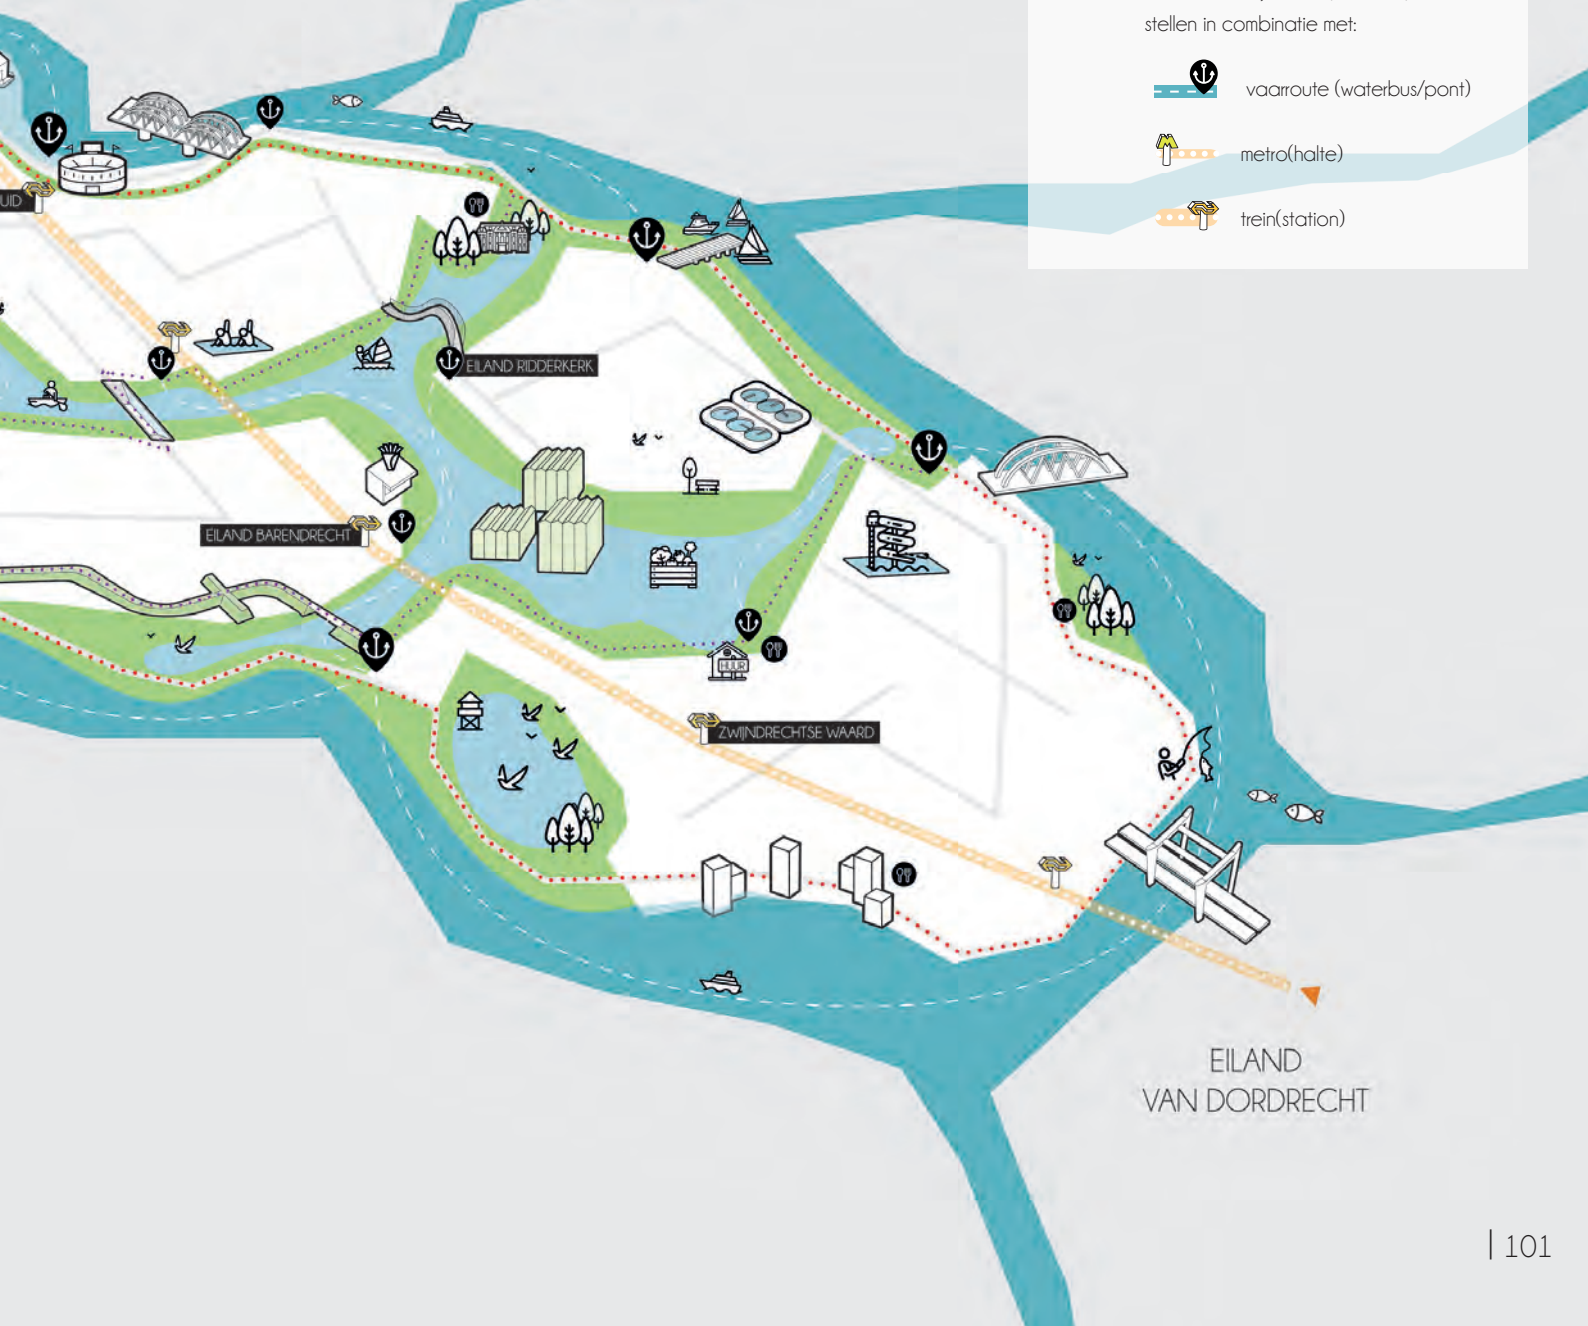 stellen in combinatie met:
vaarroute (waterbus/pont)
metro(halte)
trein(station)
UID
EILAND RIDDERKERK
EILAND BARENDRECHT
HUUR
ZWIJNDRECHTSE WAARD
EILAND
VAN DORDRECHT
| 101